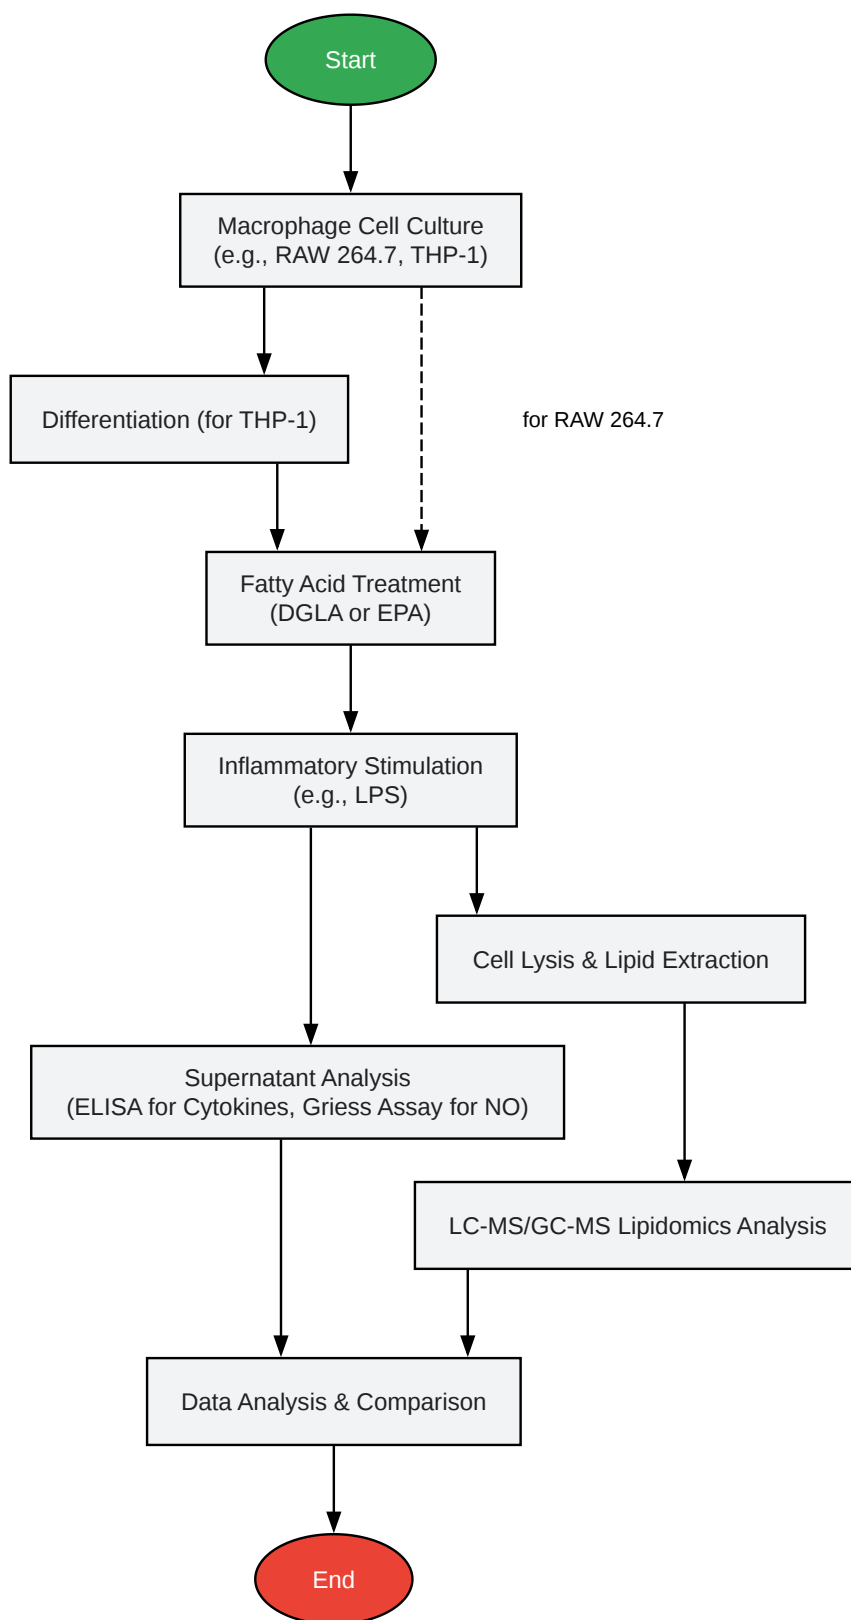 Start
Macrophage Cell Culture
(e.g., RAW 264.7, THP-1)
Differentiation (for THP-1)
for RAW 264.7
Fatty Acid Treatment
(DGLA or EPA)
Inflammatory Stimulation
(e.g., LPS)
Cell Lysis & Lipid Extraction
Supernatant Analysis
(ELISA for Cytokines, Griess Assay for NO)
LC-MS/GC-MS Lipidomics Analysis
Data Analysis & Comparison
End